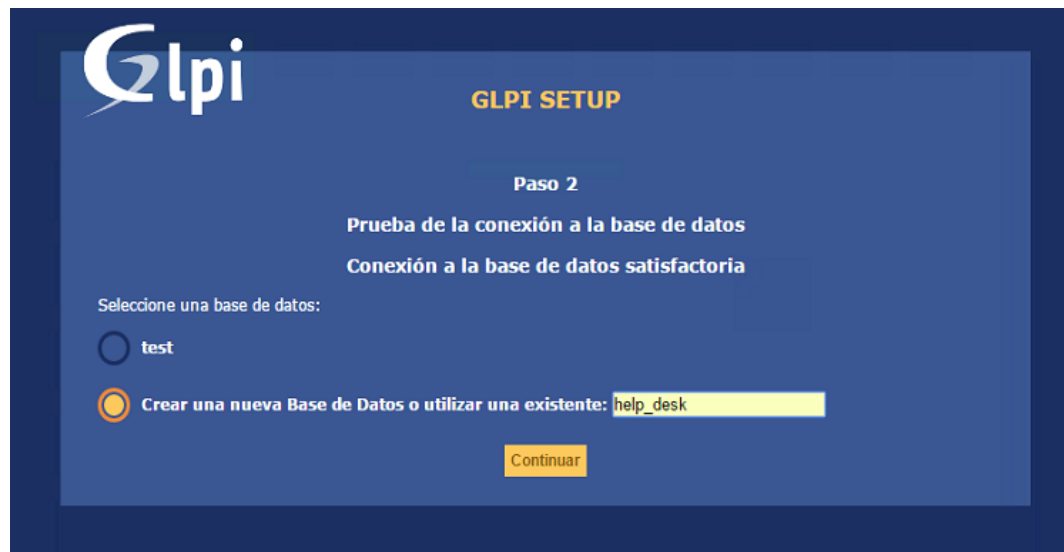 Glpi
GLPI SETUP
Paso 2
Prueba de la conexión a la base de datos
Conexión a la base de datos satisfactoria
Seleccione una base de datos:
test
Crear una nueva Base de Datos o utilizar una existente: help_desk
Continuar